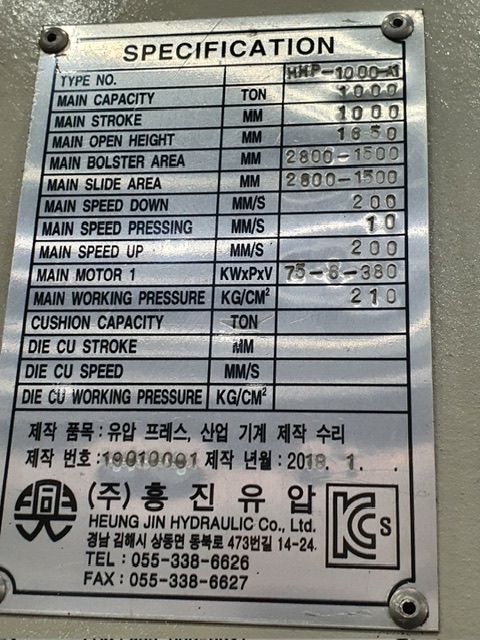 SPECIFICATION
TYPE NO. HHP-1000-A1
MAIN CAPACITY TON 1000
MAIN STROKE MM 1000
MAIN OPEN HEIGHT MM 1650
MAIN BOLSTER AREA MM 2800-1500
MAIN SLIDE AREA MM 2800-1500
MAIN SPEED DOWN MM/S 200
MAIN SPEED PRESSING MM/S 10
MAIN SPEED UP MM/S 200
MAIN MOTOR 1 KWxPxV 75-6-380
MAIN WORKING PRESSURE KG/CM² 210
CUSHION CAPACITY TON
DIE CU STROKE MM
DIE CU SPEED MM/S
DIE CU WORKING PRESSURE KG/CM²
제작 품목: 유압 프레스, 산업 기계 제작 수리
제작 번호: 제작 년월: 2018. 1. .
(주) 흥진유압
HEUNG JIN HYDRAULIC Co., Ltd.
경남 김해시 상동면 동북로 473번길 14-24.
TEL : 055-338-6626
FAX : 055-338-6627
KC s